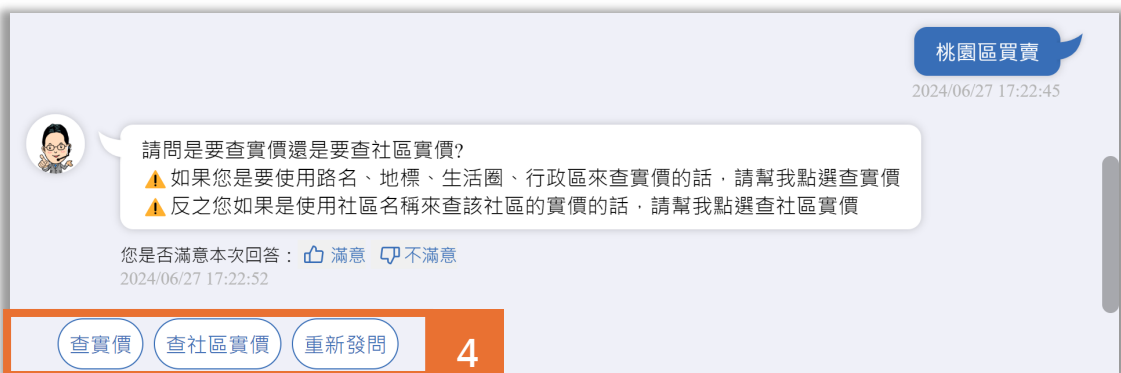 桃園區買賣
2024/06/27 17:22:45
請問是要查實價還是要查社區實價?
⚠如果您是要使用路名、地標、生活圈、行政區來查實價的話，請幫我點選查實價
⚠反之您如果是使用社區名稱來查該社區的實價的話，請幫我點選查社區實價
您是否滿意本次回答： 滿意 不滿意
2024/06/27 17:22:52
查實價 查社區實價 重新發問 4